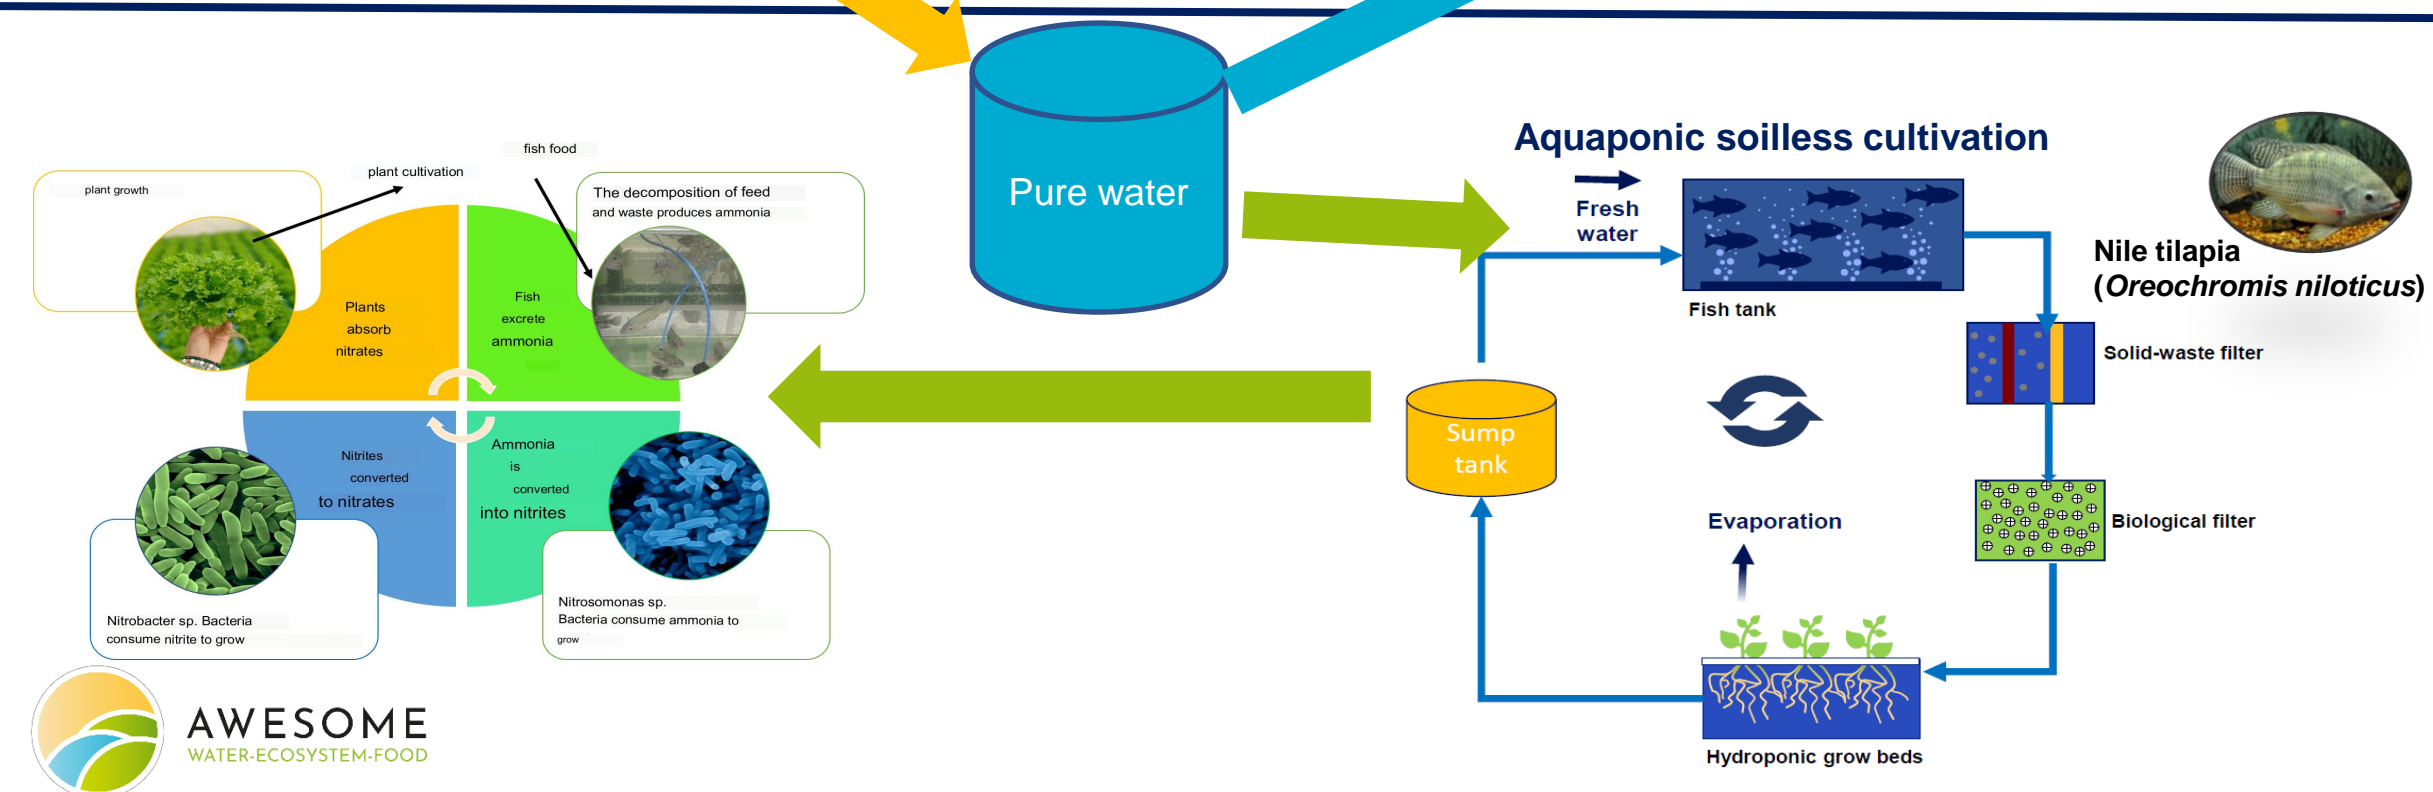 Pure water
fish food
plant cultivation
plant growth
The decomposition of feed
and waste produces ammonia
Plants
absorb
nitrates
Fish
excrete
ammonia
Nitrites
converted
to nitrates
Ammonia
is
converted
into nitrites
Nitrobacter sp. Bacteria
consume nitrite to grow
Nitrosomonas sp.
Bacteria consume ammonia to
grow
AWESOME
WATER-ECOSYSTEM-FOOD
Aquaponic soilless cultivation
Fresh
water
Fish tank
Nile tilapia
(Oreochromis niloticus)
Solid-waste filter
Sump
tank
Evaporation
Biological filter
Hydroponic grow beds